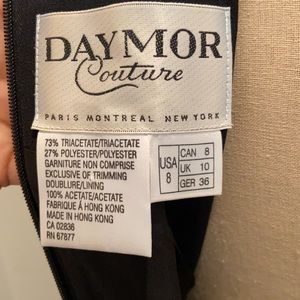 DAYMOR
Couture
PARIS MONTREAL NEW YORK
73% TRIACETATE/TRIACETATE
27% POLYESTER/POLYESTER
GARNITURE NON COMPRISE
EXCLUSIVE OF TRIMMING
DOUBLURE/LINING
100% ACETATE/ACETATE
FABRIQUÉ À HONG KONG
MADE IN HONG KONG
CA 02836
RN 67877
USA 8
CAN 8
UK 10
GER 36